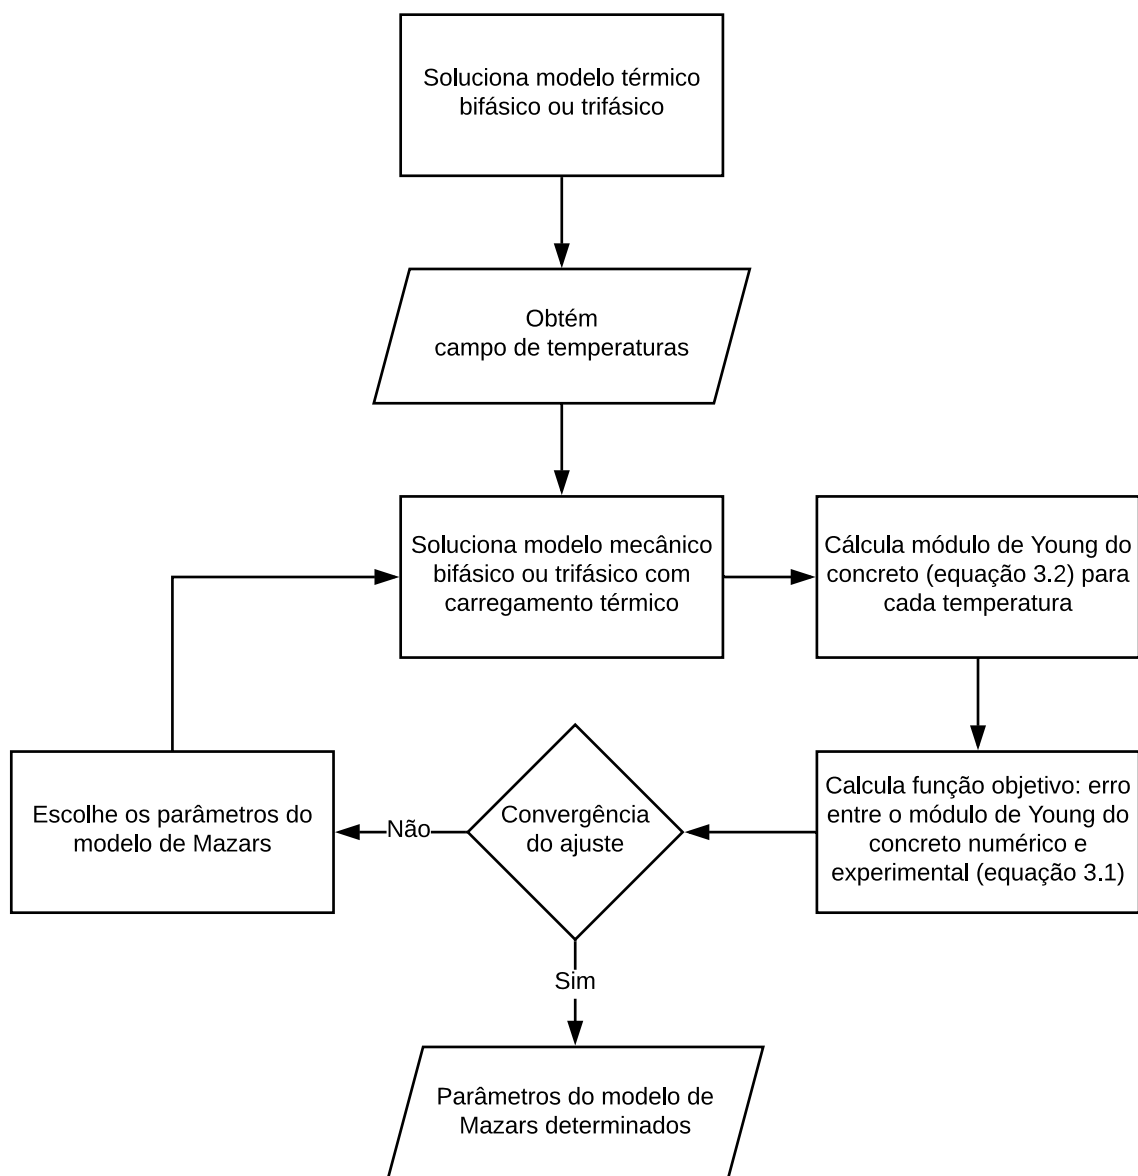 Soluciona modelo térmico
bifásico ou trifásico
Obtém
campo de temperaturas
Soluciona modelo mecânico
bifásico ou trifásico com
carregamento térmico
Cálcula módulo de Young do
concreto (equação 3.2) para
cada temperatura
Calcula função objetivo: erro
entre o módulo de Young do
concreto numérico e
experimental (equação 3.1)
Convergência
do ajuste
Não
Escolhe os parâmetros do
modelo de Mazars
Sim
Parâmetros do modelo de
Mazars determinados